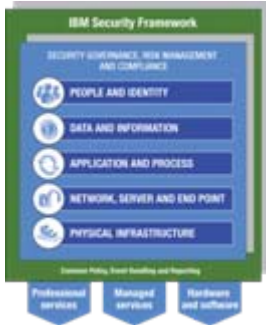 IBM Security Framework
SECURITY GOVERNANCE, RISK MANAGEMENT
AND COMPLIANCE
PEOPLE AND IDENTITY
DATA AND INFORMATION
APPLICATION AND PROCESS
NETWORK, SERVER AND END POINT
PHYSICAL INFRASTRUCTURE
Common Policy, Event Handling and Reporting
Professional
services
Managed
services
Hardware
and software